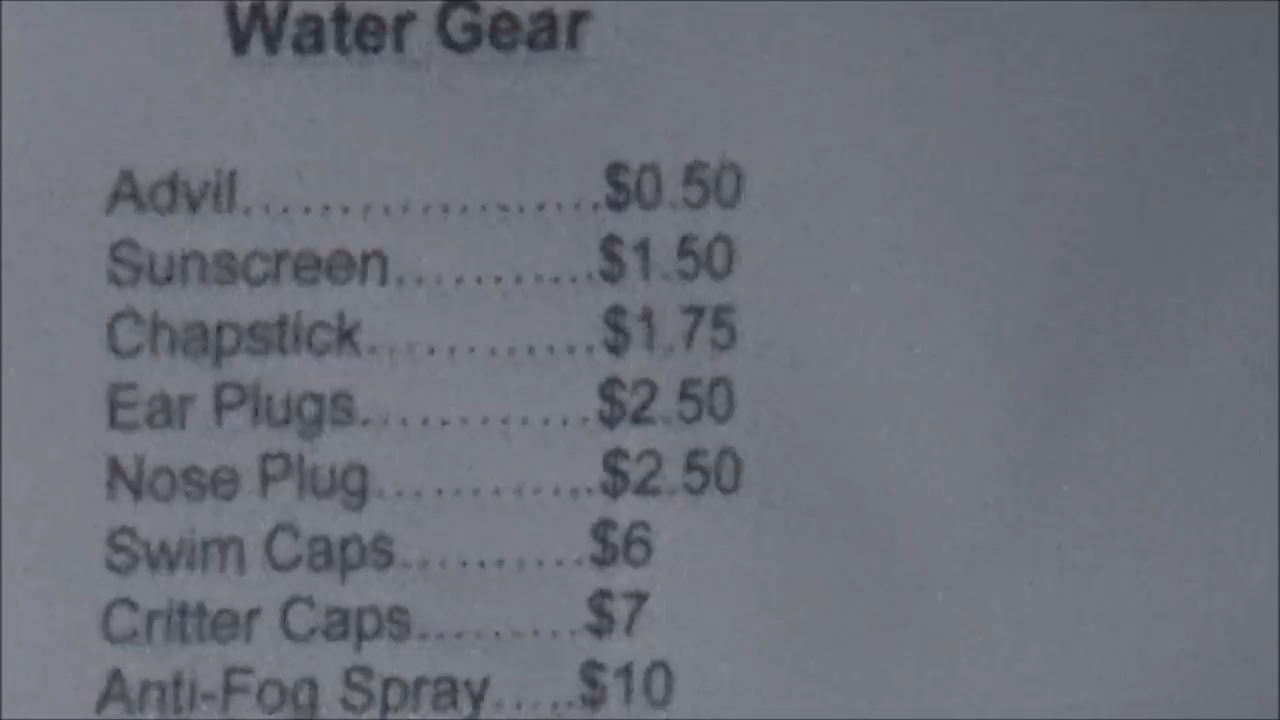 Water Gear
Advil....................$0.50
Sunscreen...........$1.50
Chapstick.............$1.75
Ear Plugs.............$2.50
Nose Plug............$2.50
Swim Caps..........$6
Critter Caps.........$7
Anti-Fog Spray.....$10